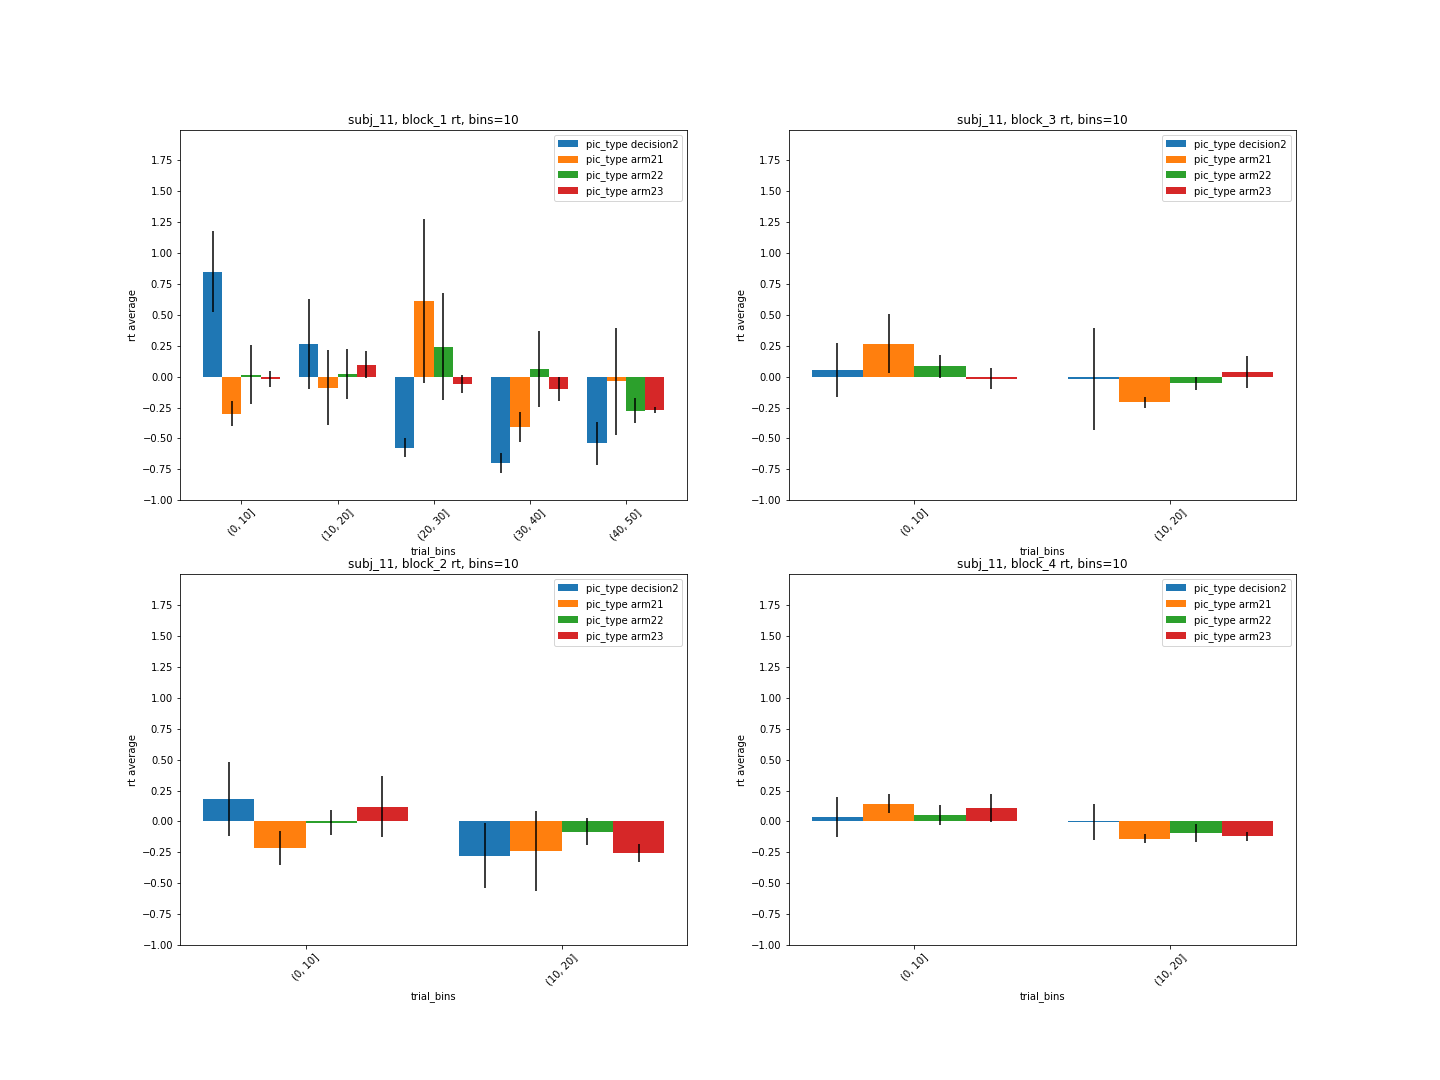 subj_11, block_1 rt, bins=10
pic_type decision2
pic_type arm21
pic_type arm22
pic_type arm23
1.75
1.50
1.25
1.00
0.75
0.50
0.25
0.00
−0.25
−0.50
−0.75
−1.00
rt average
(0, 10]
(10, 20]
(20, 30]
(30, 40]
(40, 50]
trial_bins
subj_11, block_3 rt, bins=10
pic_type decision2
pic_type arm21
pic_type arm22
pic_type arm23
1.75
1.50
1.25
1.00
0.75
0.50
0.25
0.00
−0.25
−0.50
−0.75
−1.00
rt average
(0, 10]
(10, 20]
trial_bins
subj_11, block_2 rt, bins=10
pic_type decision2
pic_type arm21
pic_type arm22
pic_type arm23
1.75
1.50
1.25
1.00
0.75
0.50
0.25
0.00
−0.25
−0.50
−0.75
−1.00
rt average
(0, 10]
(10, 20]
trial_bins
subj_11, block_4 rt, bins=10
pic_type decision2
pic_type arm21
pic_type arm22
pic_type arm23
1.75
1.50
1.25
1.00
0.75
0.50
0.25
0.00
−0.25
−0.50
−0.75
−1.00
rt average
(0, 10]
(10, 20]
trial_bins